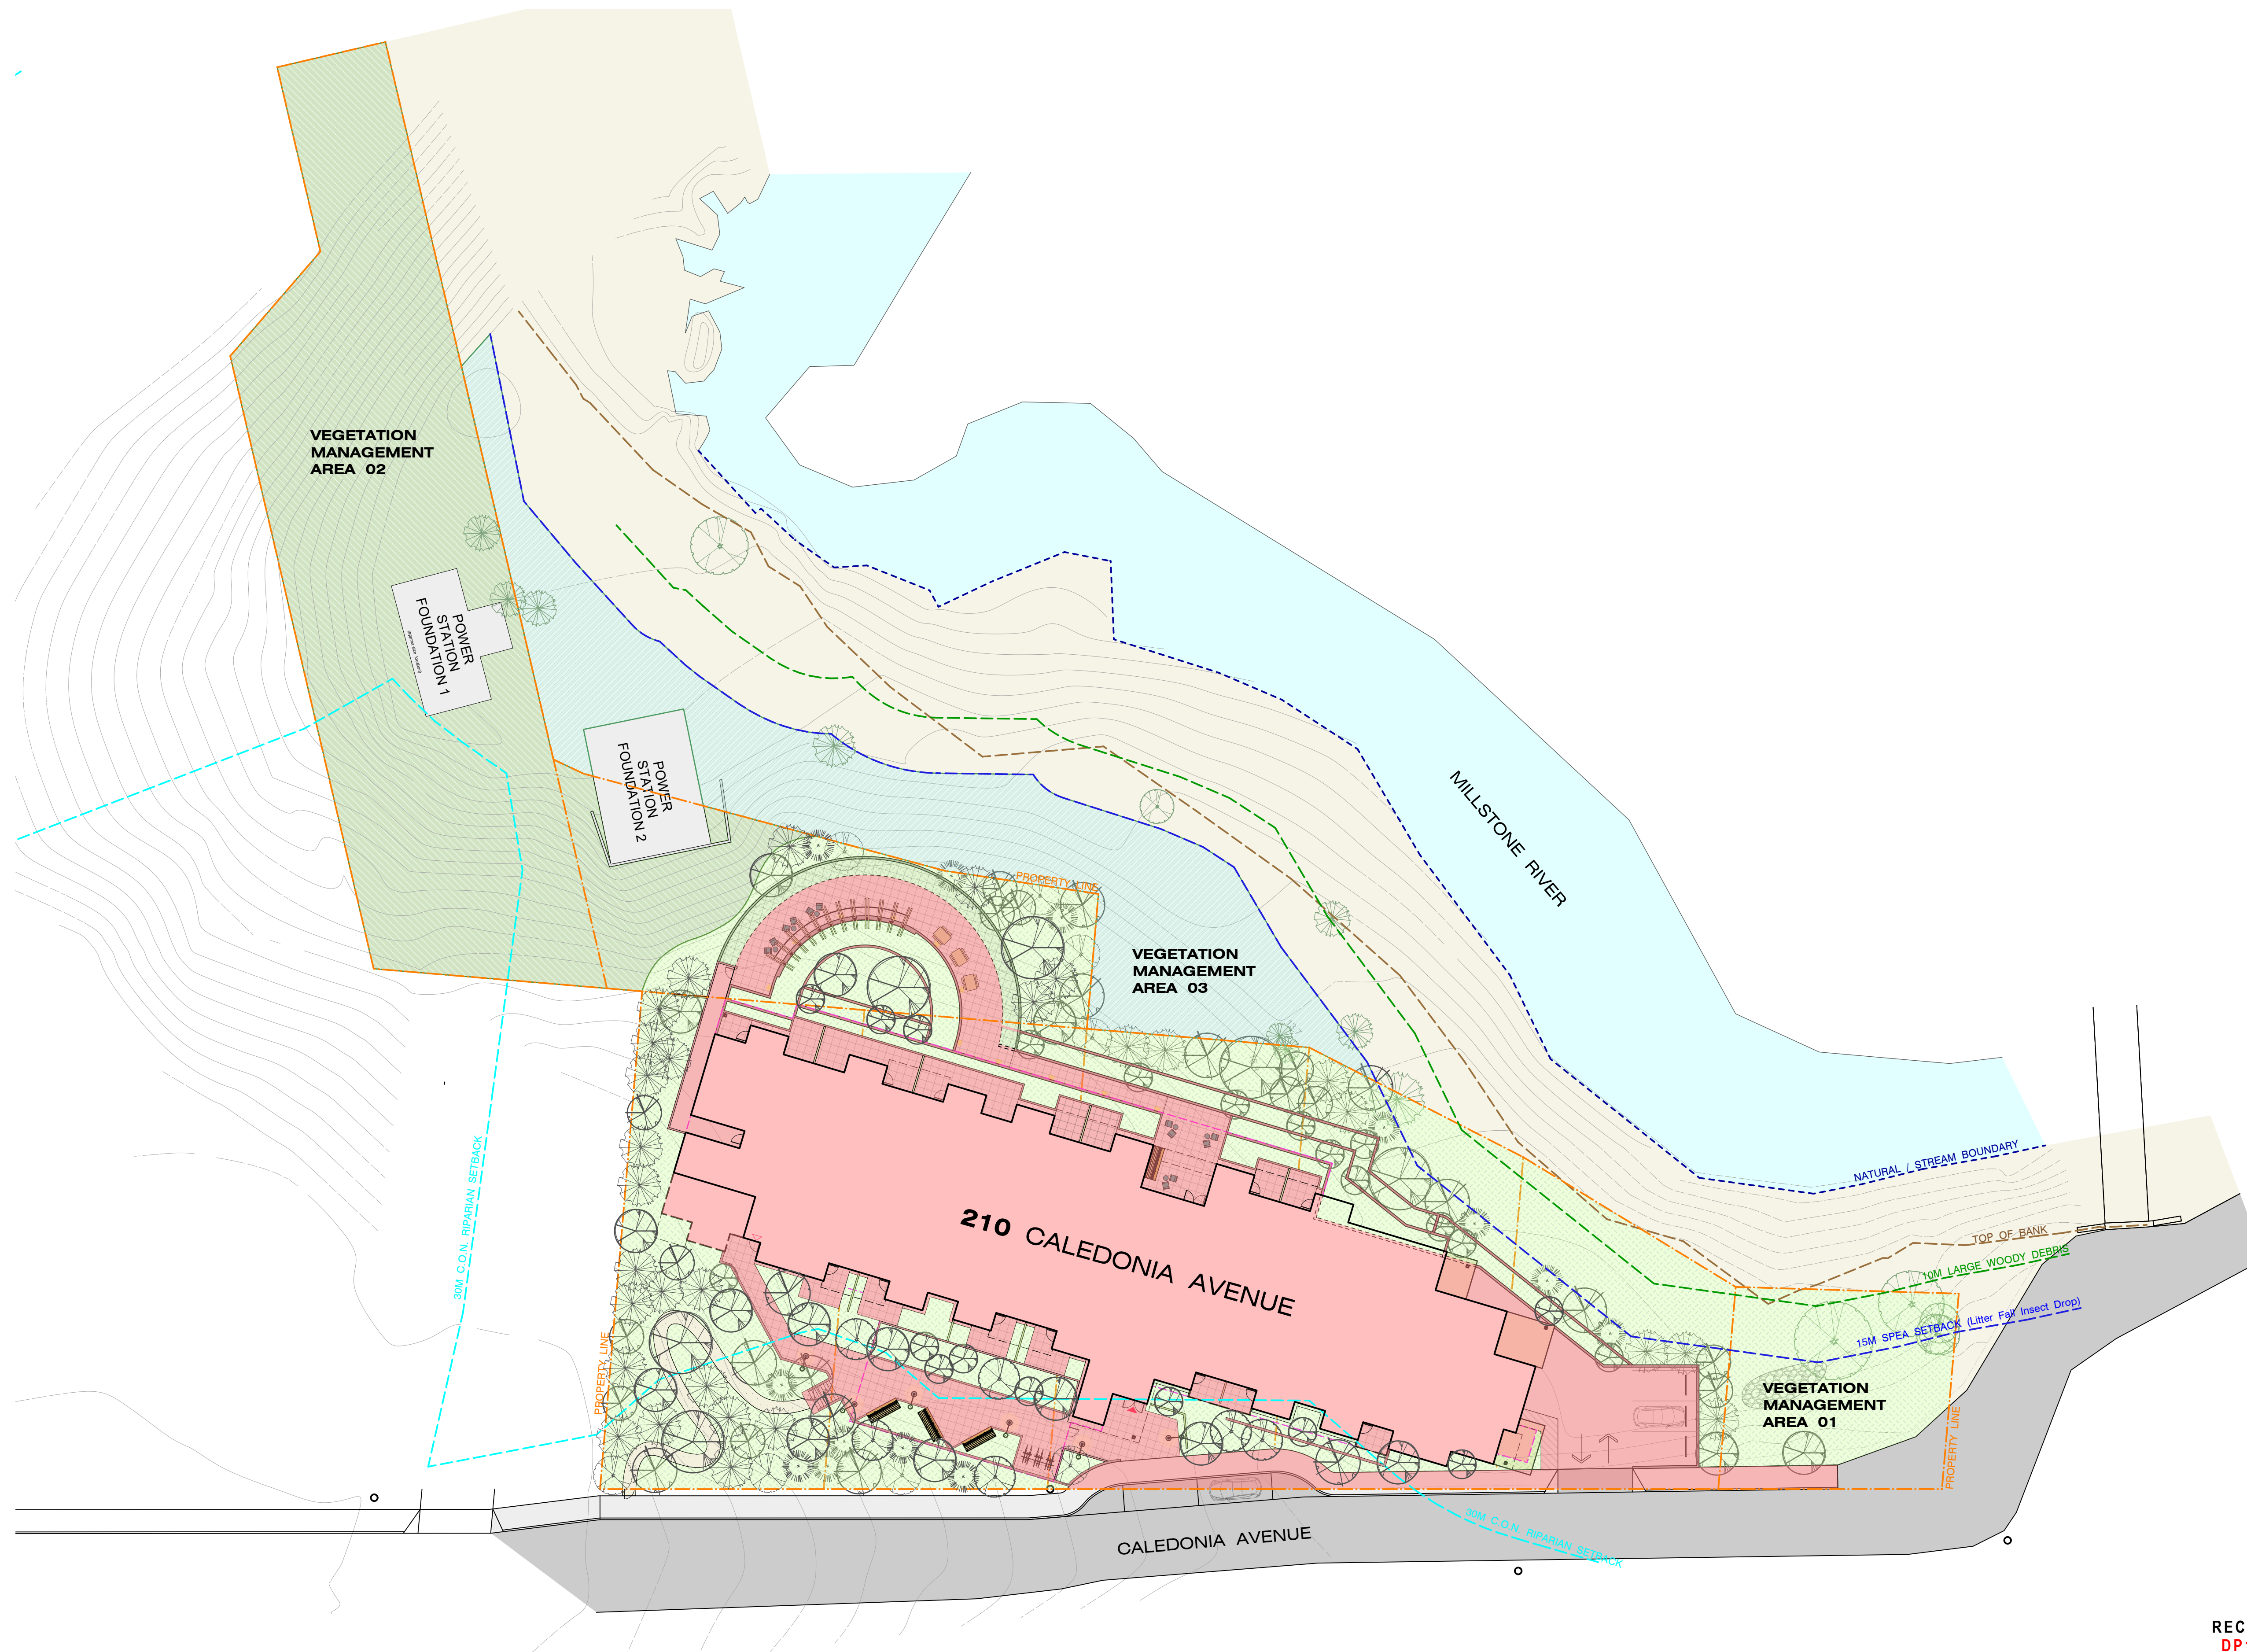 VEGETATION
MANAGEMENT
AREA 02
POWER
STATION
FOUNDATION 1
POWER
STATION
FOUNDATION 2
MILLSTONE RIVER
PROPERTY LINE
VEGETATION
MANAGEMENT
AREA 03
30M C.O.N. RIPARIAN SETBACK
210 CALEDONIA AVENUE
NATURAL / STREAM BOUNDARY
TOP OF BANK
10M LARGE WOODY DEBRIS
15M SPEA SETBACK (Litter Fall Insect Drop)
PROPERTY LINE
VEGETATION
MANAGEMENT
AREA 01
PROPERTY LINE
30M C.O.N. RIPARIAN SETBACK
CALEDONIA AVENUE
REC
DP